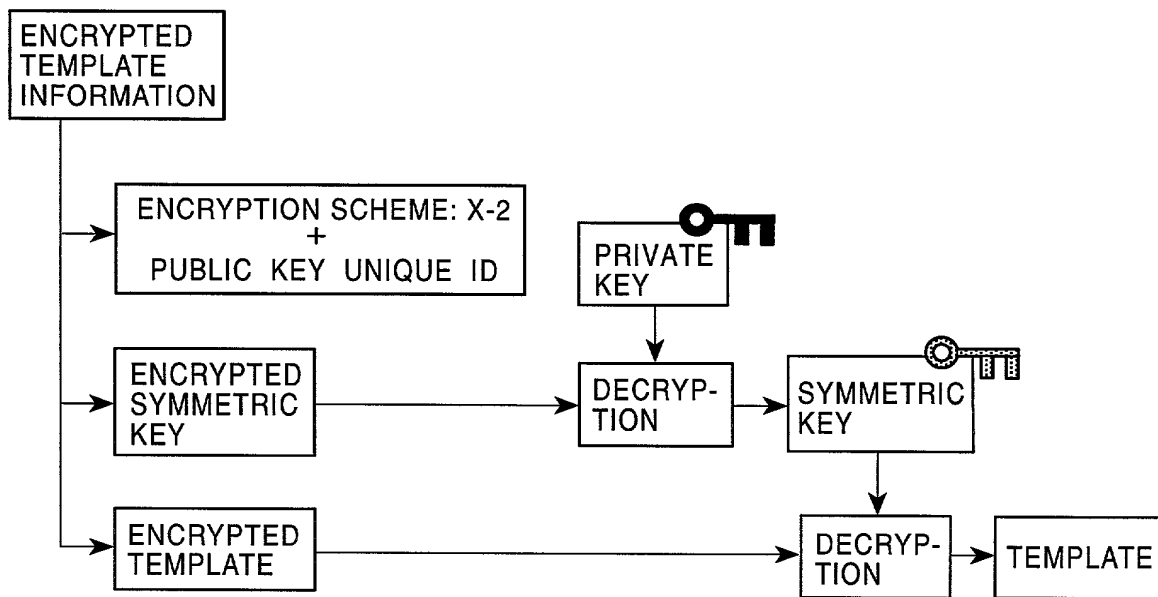 ENCRYPTED
TEMPLATE
INFORMATION
ENCRYPTION SCHEME: X-2
+
PUBLIC KEY UNIQUE ID
PRIVATE
KEY
ENCRYPTED
SYMMETRIC
KEY
DECRYP-
TION
SYMMETRIC
KEY
ENCRYPTED
TEMPLATE
DECRYP-
TION
TEMPLATE